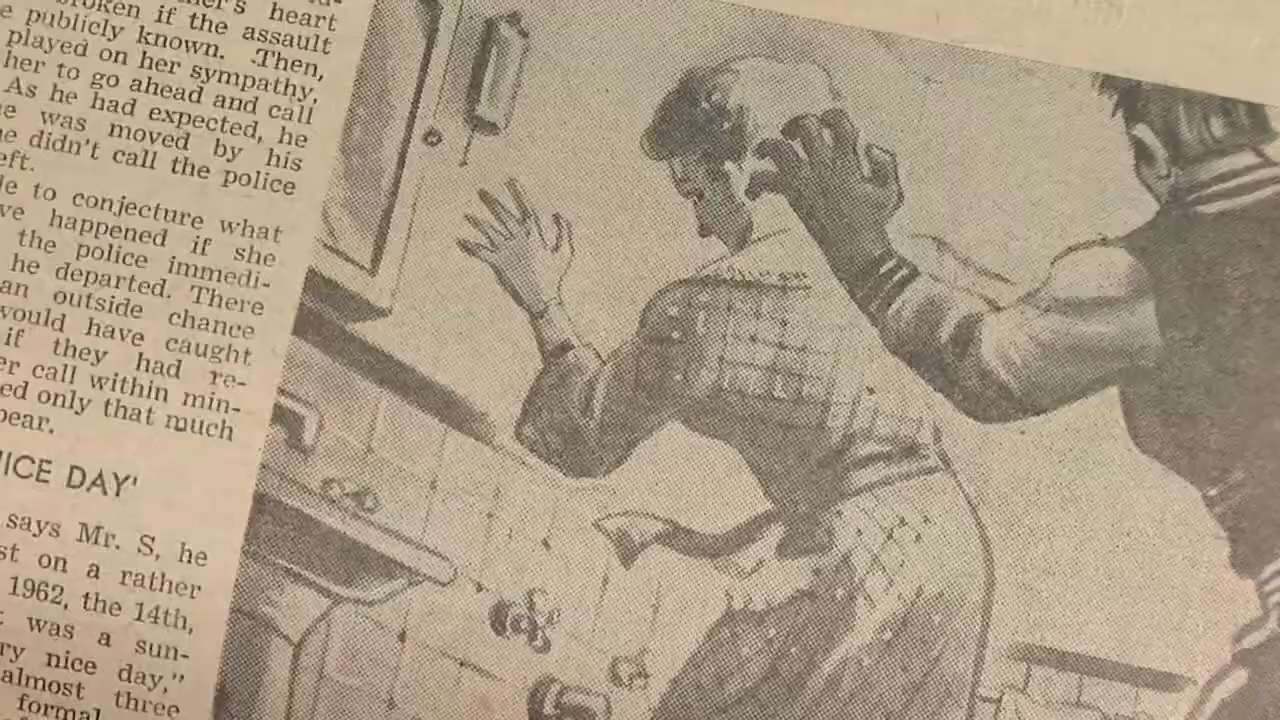 heart
broken if the assault
publicly known. Then,
played on her sympathy,
her to go ahead and call
As he had expected, he
was moved by his
didn't call the police
to conjecture what
happened if she
the police immedi-
he departed. There
an outside chance
would have caught
if they had re-
call within min-
only that much
NICE DAY'
says Mr. S, he
on a rather
1962, the 14th,
was a sun-
nice day,"
almost three
formal